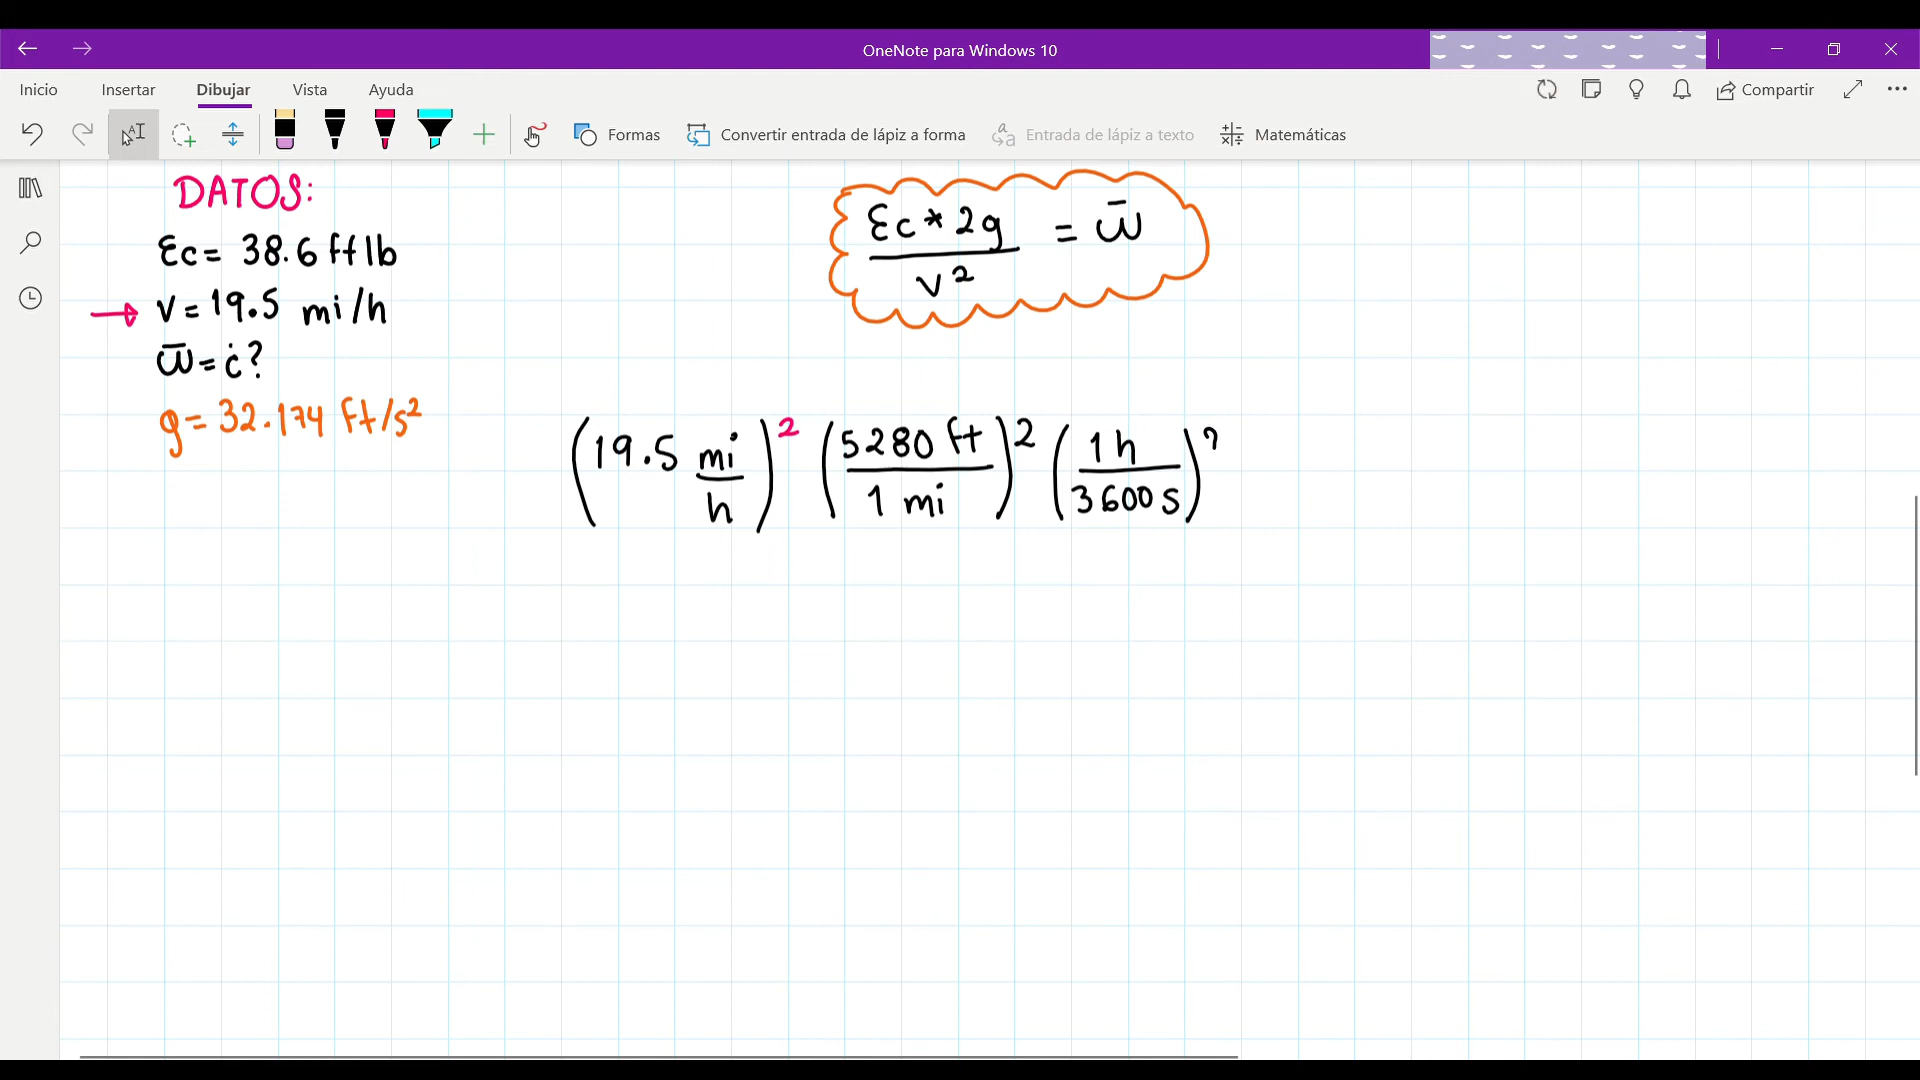 OneNote para Windows 10
Inicio Insertar Dibujar Vista Ayuda Compartir
Formas Convertir entrada de lápiz a forma Entrada de lápiz a texto Matemáticas
DATOS:
Ec = 38.6 ft lb
v = 19.5 mi/h
w̄ = ¿?
g = 32.174 ft/s²
Ec * 2g / v² = w̄
(19.5 mi/h)² (5280 ft / 1 mi)² (1 h / 3600 s)²